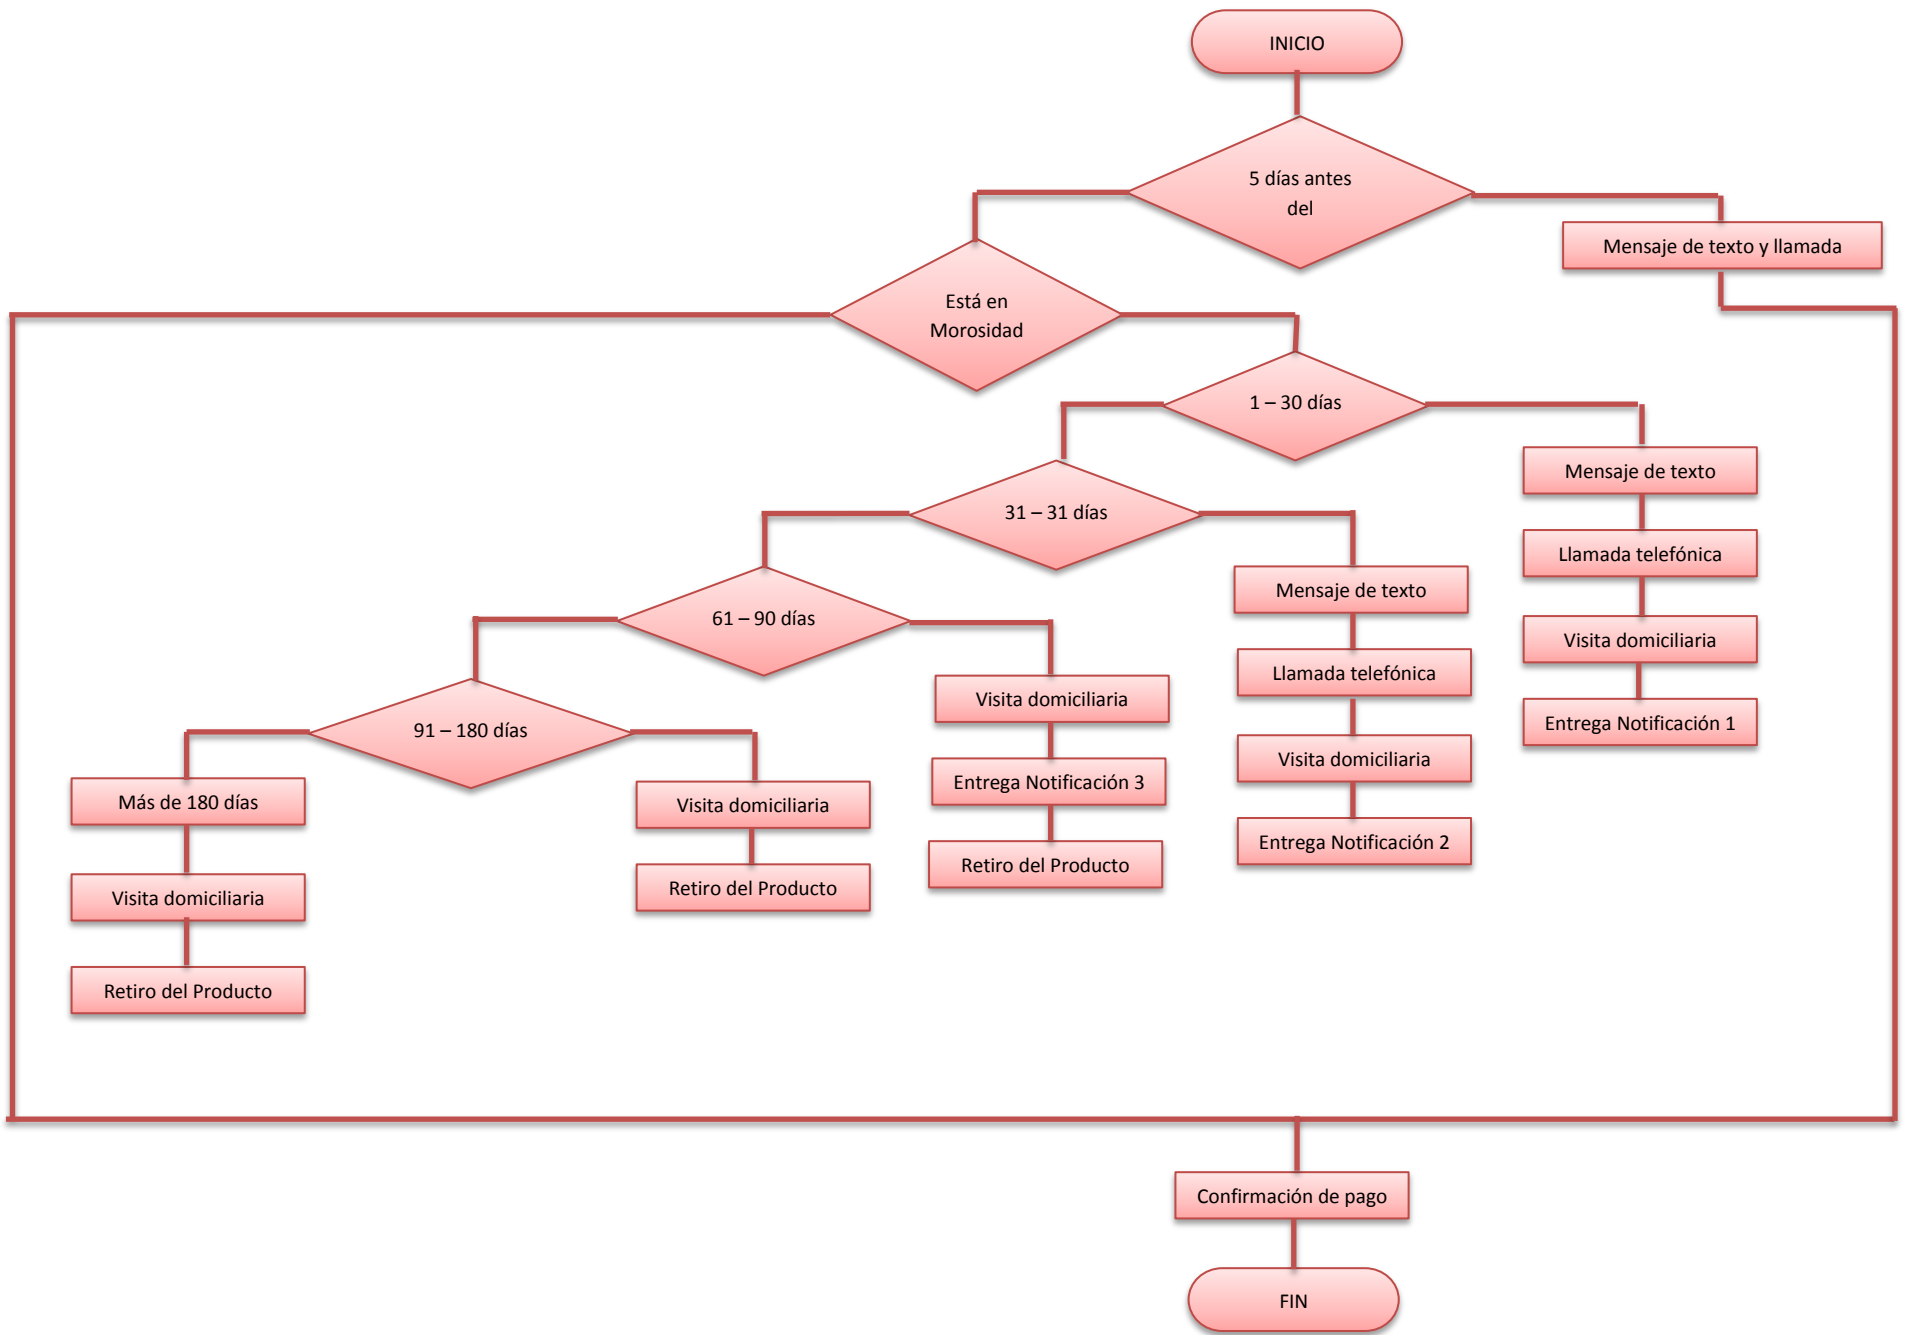 INICIO
5 días antes
del
Mensaje de texto y llamada
Está en
Morosidad
1 – 30 días
Mensaje de texto
31 – 31 días
Llamada telefónica
Mensaje de texto
61 – 90 días
Visita domiciliaria
Llamada telefónica
Visita domiciliaria
Entrega Notificación 1
91 – 180 días
Visita domiciliaria
Entrega Notificación 3
Más de 180 días
Visita domiciliaria
Entrega Notificación 2
Retiro del Producto
Retiro del Producto
Visita domiciliaria
Retiro del Producto
Confirmación de pago
FIN